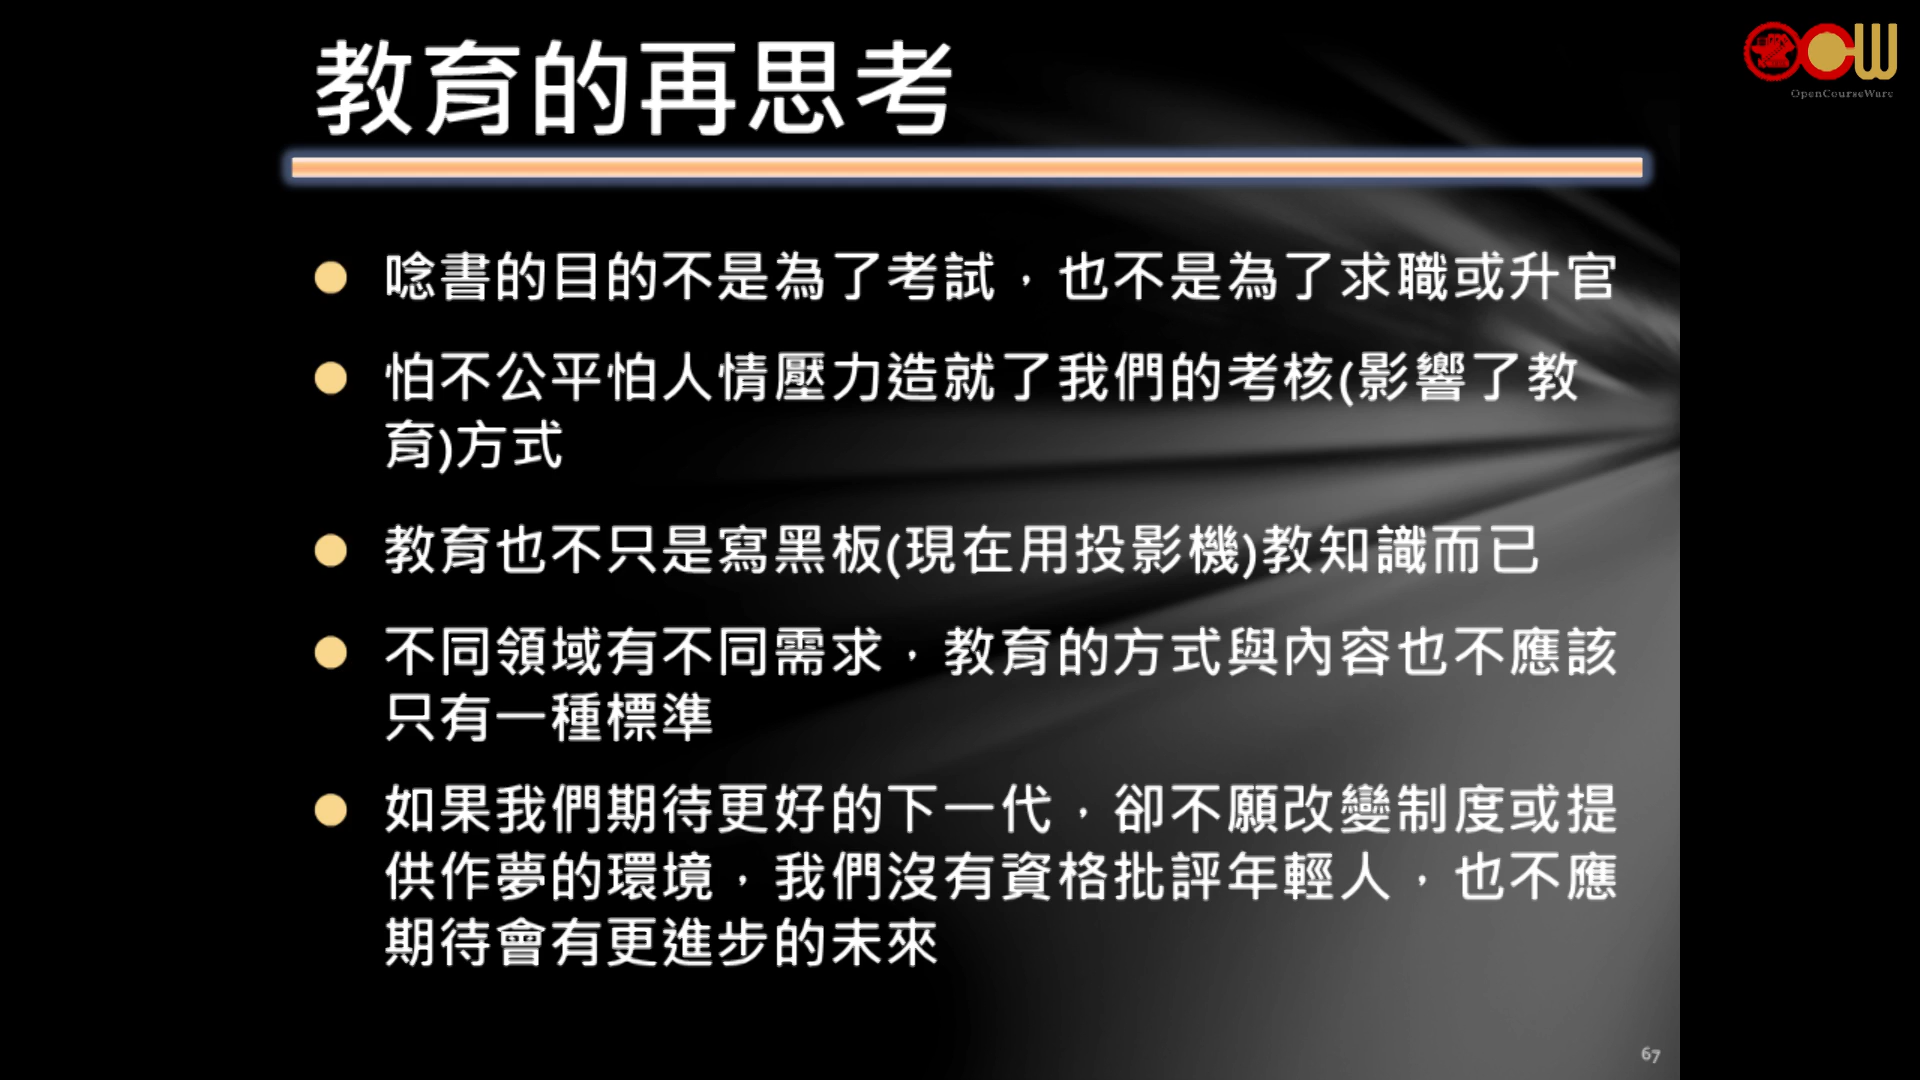 教育的再思考
OpenCourseWare
唸書的目的不是為了考試，也不是為了求職或升官
怕不公平怕人情壓力造就了我們的考核(影響了教
育)方式
教育也不只是寫黑板(現在用投影機)教知識而已
不同領域有不同需求，教育的方式與內容也不應該
只有一種標準
如果我們期待更好的下一代，卻不願改變制度或提
供作夢的環境，我們沒有資格批評年輕人，也不應
期待會有更進步的未來
67